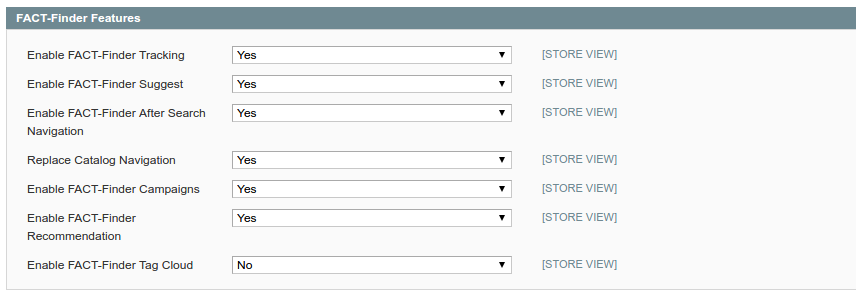 FACT-Finder Features
Enable FACT-Finder Tracking Yes [STORE VIEW]
Enable FACT-Finder Suggest Yes [STORE VIEW]
Enable FACT-Finder After Search Yes [STORE VIEW]
Navigation
Replace Catalog Navigation Yes [STORE VIEW]
Enable FACT-Finder Campaigns Yes [STORE VIEW]
Enable FACT-Finder Yes [STORE VIEW]
Recommendation
Enable FACT-Finder Tag Cloud No [STORE VIEW]